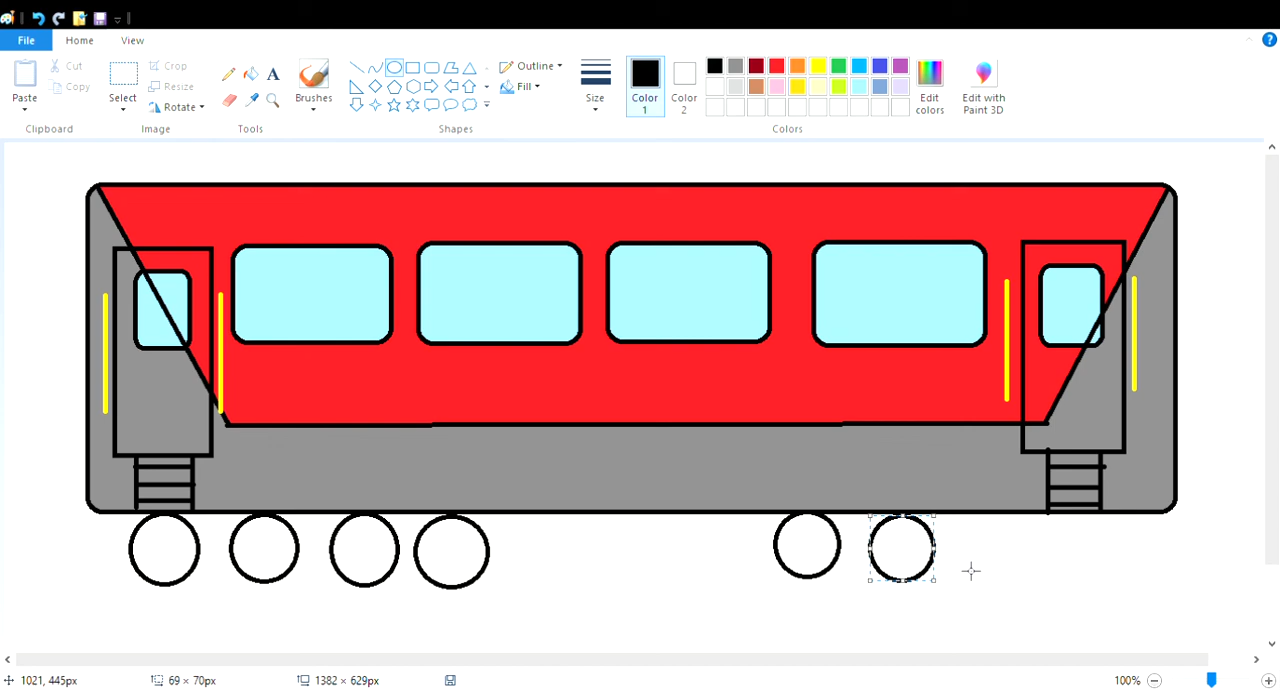 File Home View
Paste
Cut
Copy
Clipboard
Select
Crop
Resize
Rotate
Image
A
Tools
Brushes
Shapes
Outline
Fill
Size
Color
1
Color
2
Colors
Edit
colors
Edit with
Paint 3D
?
1021, 445px 69 × 70px 1382 × 629px 100%